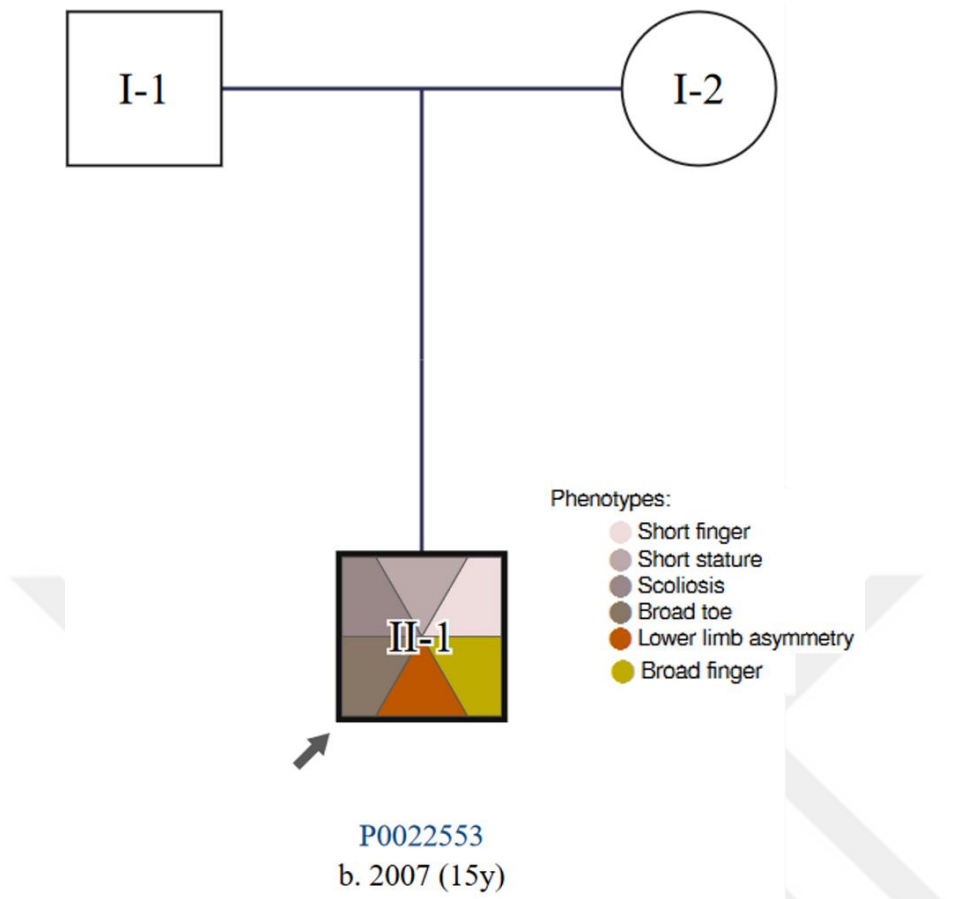 I-1
I-2
Phenotypes:
Short finger
Short stature
Scoliosis
Broad toe
Lower limb asymmetry
Broad finger
II-1
P0022553
b. 2007 (15y)